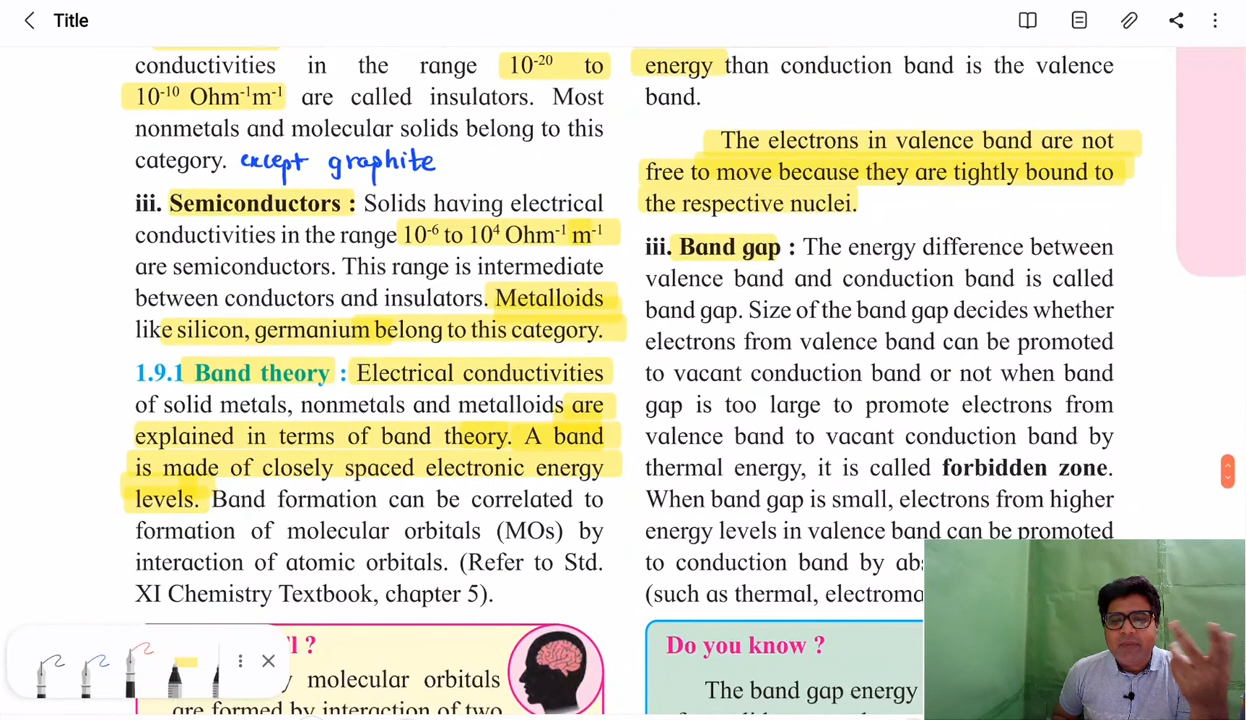 Title
conductivities in the range 10-20 to
10-10 Ohm-1m-1 are called insulators. Most
nonmetals and molecular solids belong to this
category. except graphite
iii. Semiconductors : Solids having electrical
conductivities in the range 10-6 to 104 Ohm-1 m-1
are semiconductors. This range is intermediate
between conductors and insulators. Metalloids
like silicon, germanium belong to this category.
1.9.1 Band theory : Electrical conductivities
of solid metals, nonmetals and metalloids are
explained in terms of band theory. A band
is made of closely spaced electronic energy
levels. Band formation can be correlated to
formation of molecular orbitals (MOs) by
interaction of atomic orbitals. (Refer to Std.
XI Chemistry Textbook, chapter 5).
?
molecular orbitals
are formed by interaction of two
energy than conduction band is the valence
band.
The electrons in valence band are not
free to move because they are tightly bound to
the respective nuclei.
iii. Band gap : The energy difference between
valence band and conduction band is called
band gap. Size of the band gap decides whether
electrons from valence band can be promoted
to vacant conduction band or not when band
gap is too large to promote electrons from
valence band to vacant conduction band by
thermal energy, it is called forbidden zone.
When band gap is small, electrons from higher
energy levels in valence band can be promoted
to conduction band by
(such as thermal,
Do you know ?
The band gap energy